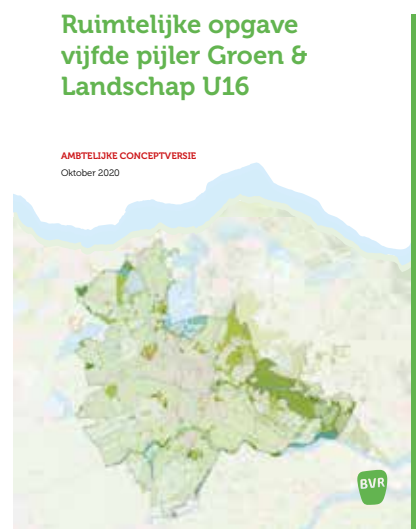 Ruimtelijke opgave
vijfde pijler Groen &
Landschap U16
AMBTELIJKE CONCEPTVERSIE
Oktober 2020
BVR